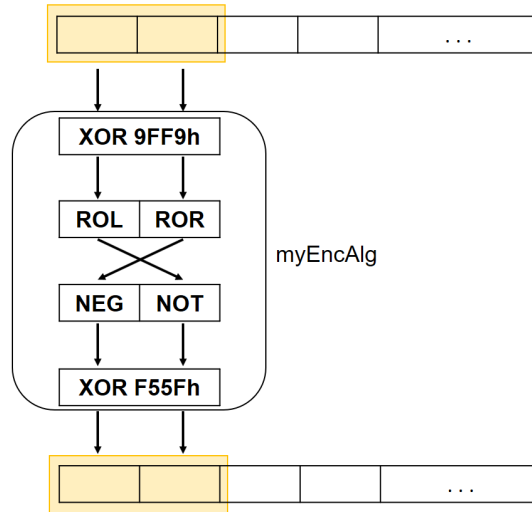 . . .
XOR 9FF9h
ROL ROR
myEncAlg
NEG NOT
XOR F55Fh
. . .